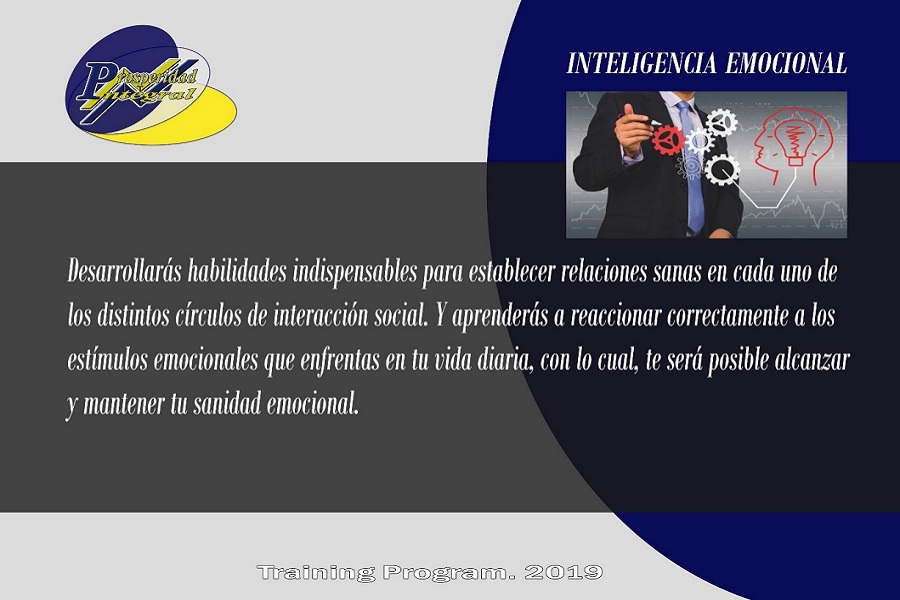 Prosperidad
Integral
INTELIGENCIA EMOCIONAL
Desarrollarás habilidades indispensables para establecer relaciones sanas en cada uno de
los distintos círculos de interacción social. Y aprenderás a reaccionar correctamente a los
estímulos emocionales que enfrentas en tu vida diaria, con lo cual, te será posible alcanzar
y mantener tu sanidad emocional.
Training Program. 2019